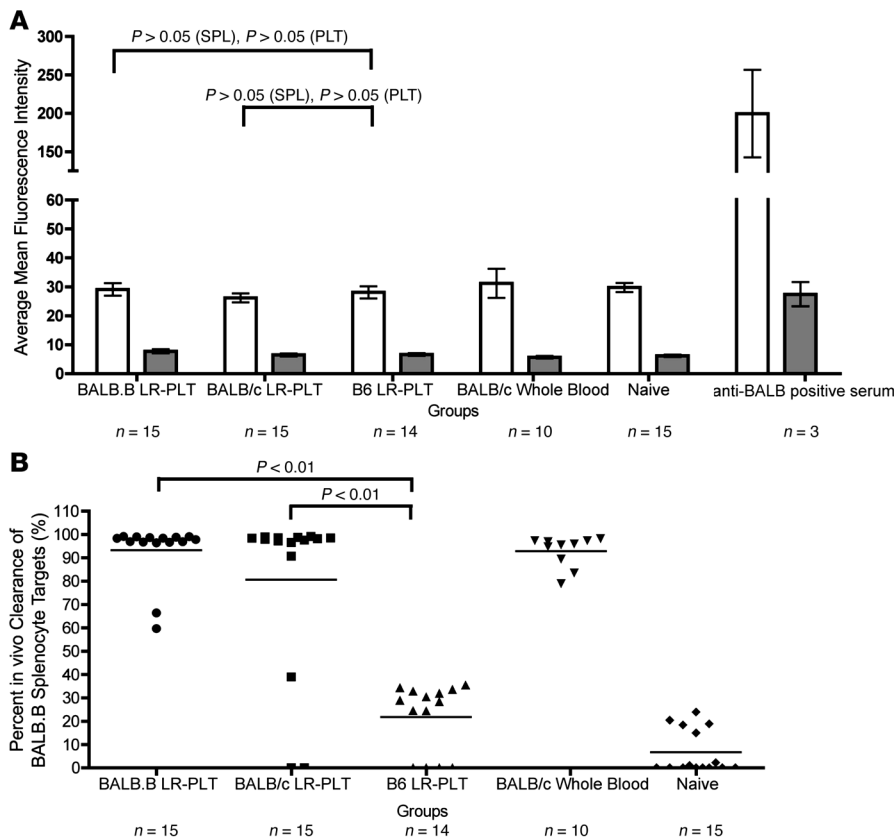 A
Average Mean Fluorescence Intensity
300
250
200
150
60
50
40
30
20
10
0
P > 0.05 (SPL), P > 0.05 (PLT)
P > 0.05 (SPL), P > 0.05 (PLT)
BALB.B LR-PLT BALB/c LR-PLT B6 LR-PLT BALB/c Whole Blood Naive anti-BALB positive serum
Groups
n = 15 n = 15 n = 14 n = 10 n = 15 n = 3
B
Percent in vivo Clearance of
BALB.B Splenocyte Targets (%)
P < 0.01
P < 0.01
110
100
90
80
70
60
50
40
30
20
10
0
BALB.B LR-PLT BALB/c LR-PLT B6 LR-PLT BALB/c Whole Blood Naive
Groups
n = 15 n = 15 n = 14 n = 10 n = 15